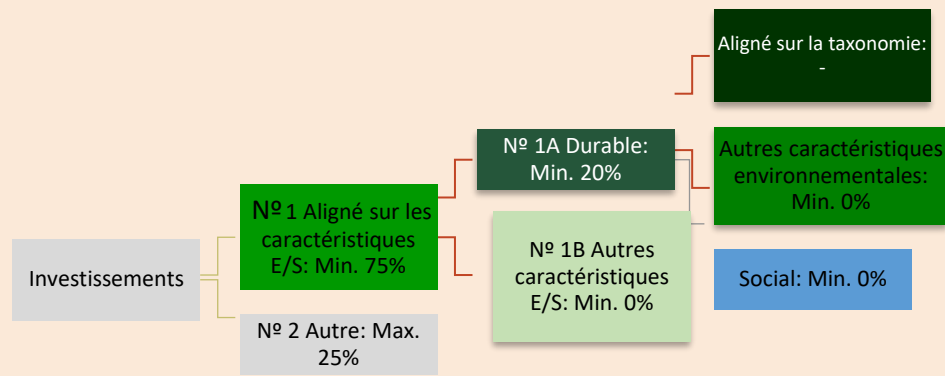 Investissements
Nº 1 Aligné sur les
caractéristiques
E/S: Min. 75%
Nº 2 Autre: Max.
25%
Nº 1A Durable:
Min. 20%
Nº 1B Autres
caractéristiques
E/S: Min. 0%
Aligné sur la taxonomie:
-
Autres caractéristiques
environnementales:
Min. 0%
Social: Min. 0%